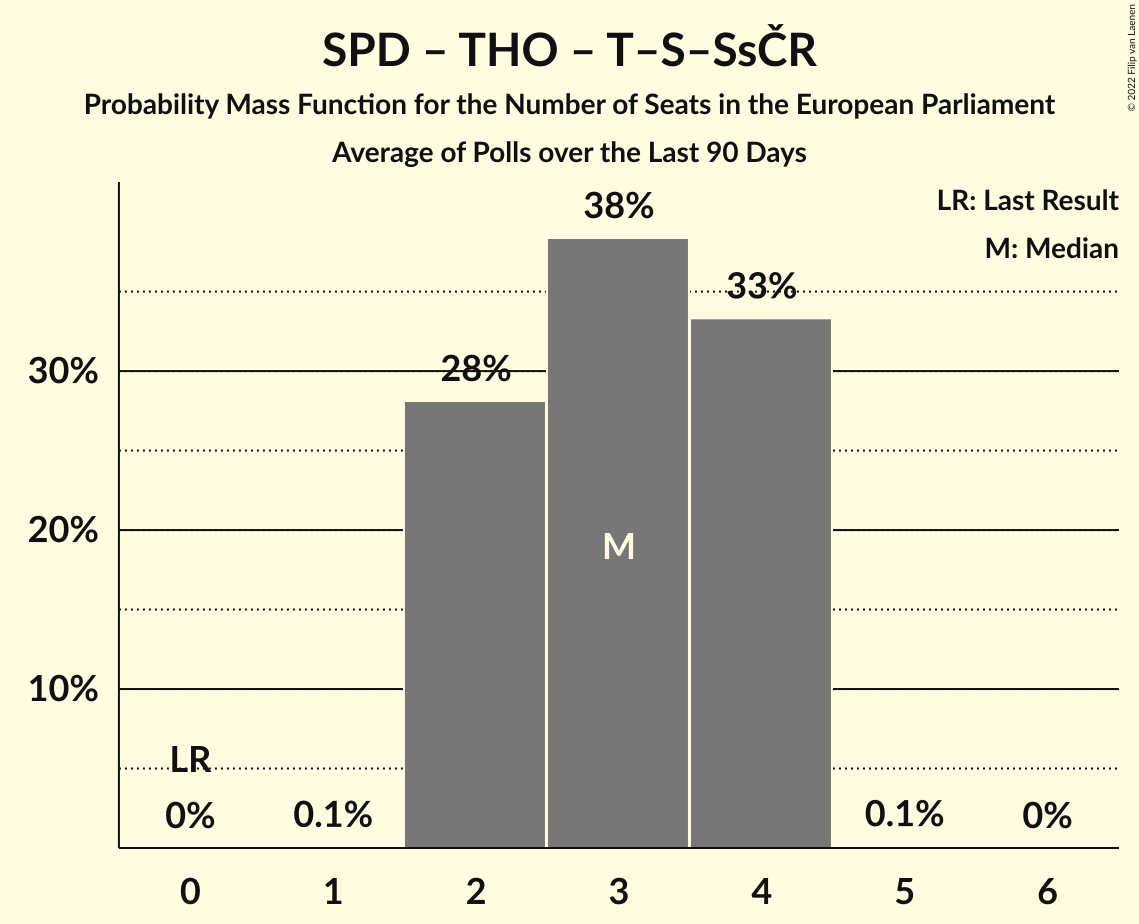 SPD – THO – T–S–SsČR
Probability Mass Function for the Number of Seats in the European Parliament
Average of Polls over the Last 90 Days
© 2022 Filip van Laenen
LR: Last Result
M: Median
38%
33%
28%
30%
20%
10%
M
LR
0%
0.1%
0.1%
0%
0 1 2 3 4 5 6